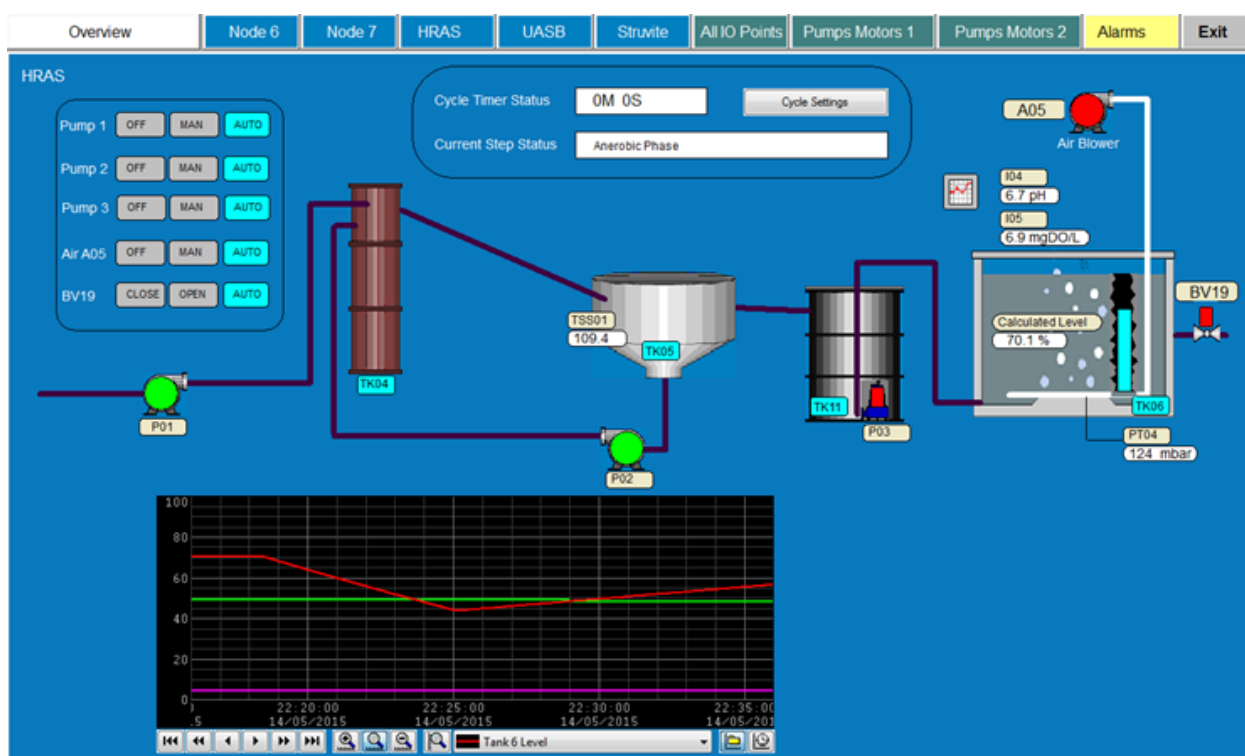 Overview Node 6 Node 7 HRAS UASB Struvite All IO Points Pumps Motors 1 Pumps Motors 2 Alarms Exit
HRAS
Pump 1 OFF MAN AUTO
Pump 2 OFF MAN AUTO
Pump 3 OFF MAN AUTO
Air A05 OFF MAN AUTO
BV19 CLOSE OPEN AUTO
Cycle Timer Status 0M 0S Cycle Settings
Current Step Status Anerobic Phase
A05
Air Blower
I04
6.7 pH
I05
6.9 mgDO/L
BV19
TSS01
109.4
Calculated Level
70.1 %
TK05
TK04
TK11
TK06
P01
P03
PT04
124 mbar
P02
100
80
60
40
20
0
22:20:00 22:25:00 22:30:00 22:35:00
.5 14/05/2015 14/05/2015 14/05/2015 14/05/201
Tank 6 Level